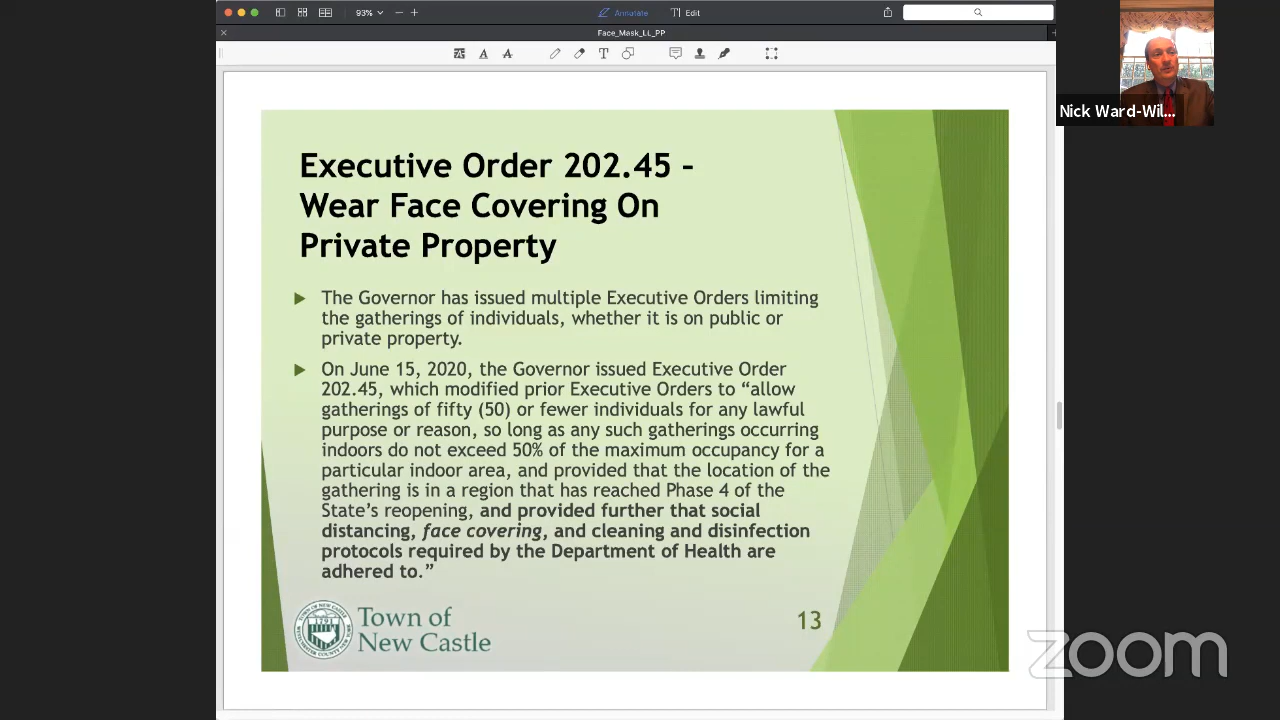 93%
Annotate
Edit
Face_Mask_LL_PP
Nick Ward-Wil...
Executive Order 202.45 –
Wear Face Covering On
Private Property
The Governor has issued multiple Executive Orders limiting
the gatherings of individuals, whether it is on public or
private property.
On June 15, 2020, the Governor issued Executive Order
202.45, which modified prior Executive Orders to “allow
gatherings of fifty (50) or fewer individuals for any lawful
purpose or reason, so long as any such gatherings occurring
indoors do not exceed 50% of the maximum occupancy for a
particular indoor area, and provided that the location of the
gathering is in a region that has reached Phase 4 of the
State’s reopening, and provided further that social
distancing, face covering, and cleaning and disinfection
protocols required by the Department of Health are
adhered to.”
1791
Town of
New Castle
13
zoom